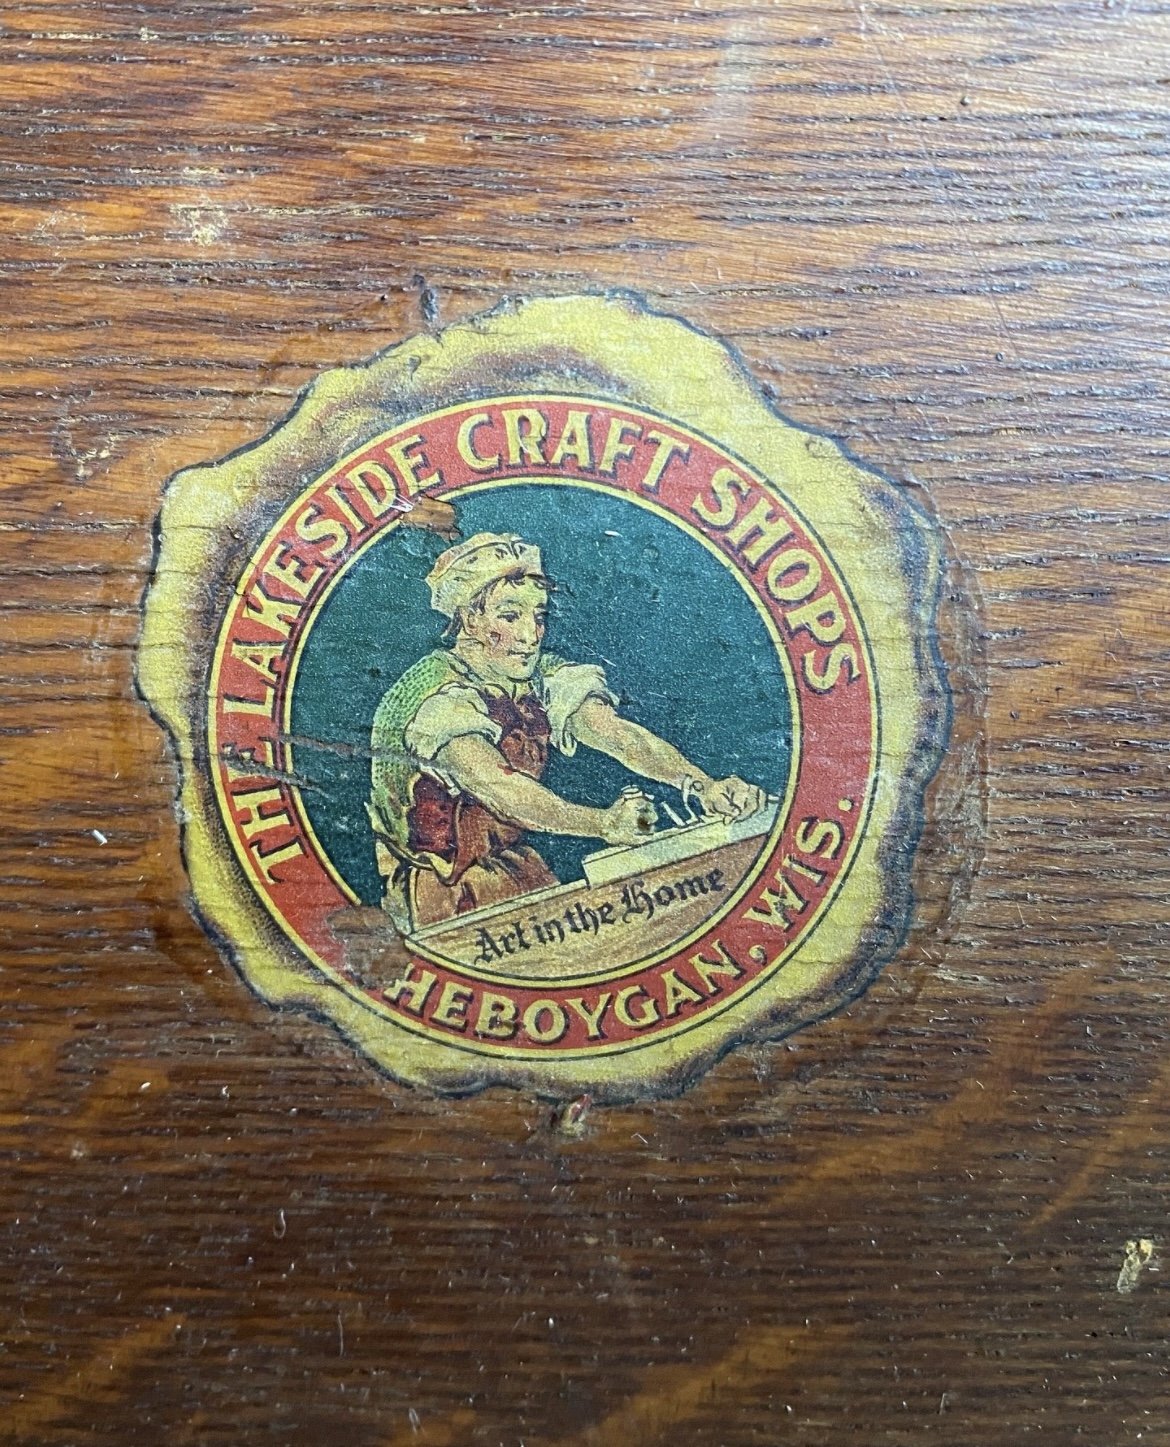 THE LAKESIDE CRAFT SHOPS
Art in the Home
HEBOYGAN, WIS.